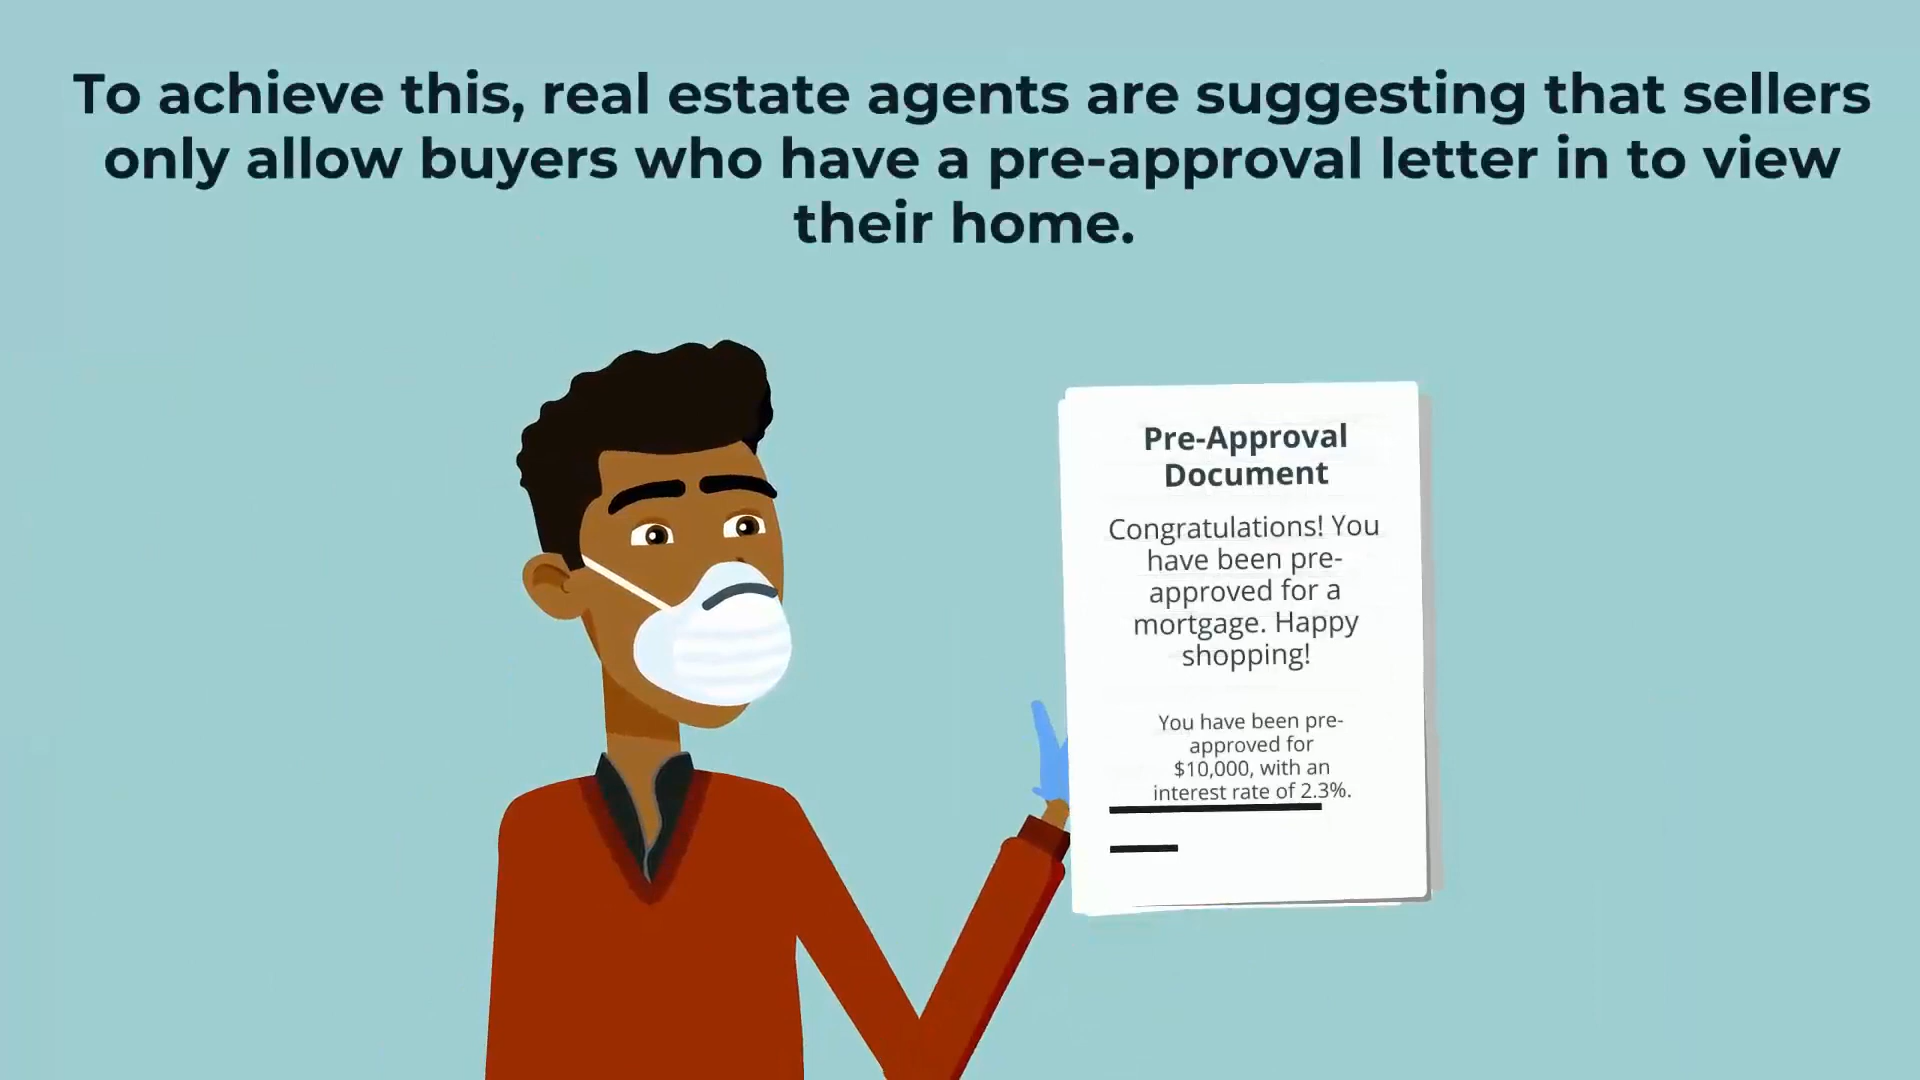 To achieve this, real estate agents are suggesting that sellers
only allow buyers who have a pre-approval letter in to view
their home.
Pre-Approval
Document
Congratulations! You
have been pre-
approved for a
mortgage. Happy
shopping!
You have been pre-
approved for
$10,000, with an
interest rate of 2.3%.